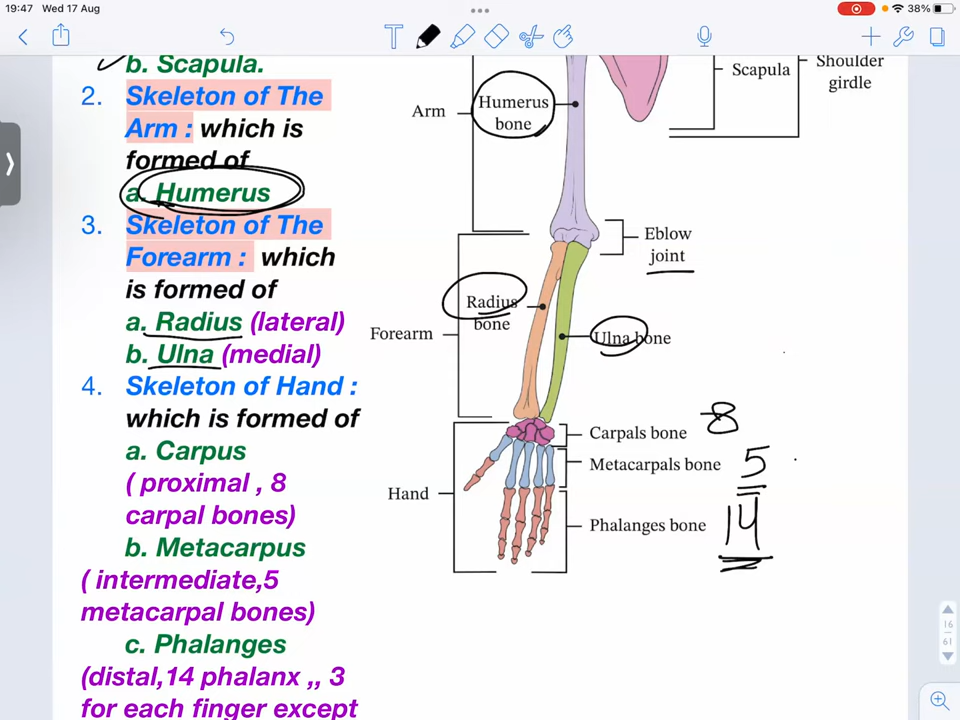 19:47 Wed 17 Aug
38%
T
b. Scapula.
2. Skeleton of The
Arm : which is
formed of
a. Humerus
3. Skeleton of The
Forearm : which
is formed of
a. Radius (lateral)
b. Ulna (medial)
4. Skeleton of Hand :
which is formed of
a. Carpus
( proximal , 8
carpal bones)
b. Metacarpus
( intermediate,5
metacarpal bones)
c. Phalanges
(distal,14 phalanx ,, 3
for each finger except
Arm
Humerus
bone
Scapula
Shoulder
girdle
Eblow
joint
Radius
bone
Forearm
Ulna bone
Carpals bone 8
Metacarpals bone 5
Hand
Phalanges bone 14
16
61